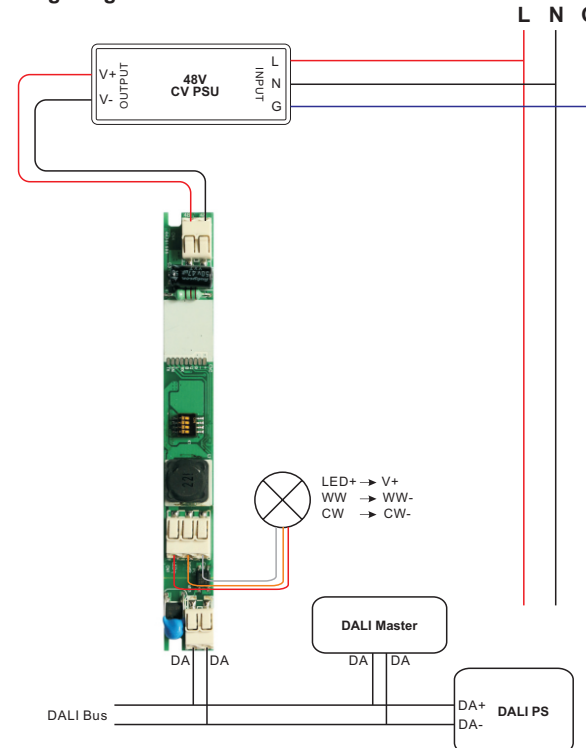 L N
V+
V-
OUTPUT
48V
CV PSU
INPUT
L
N
G
221
LED+ → V+
WW → WW-
CW → CW-
DALI Master
DA DA
DA DA
DALI Bus
DA+
DA-
DALI PS